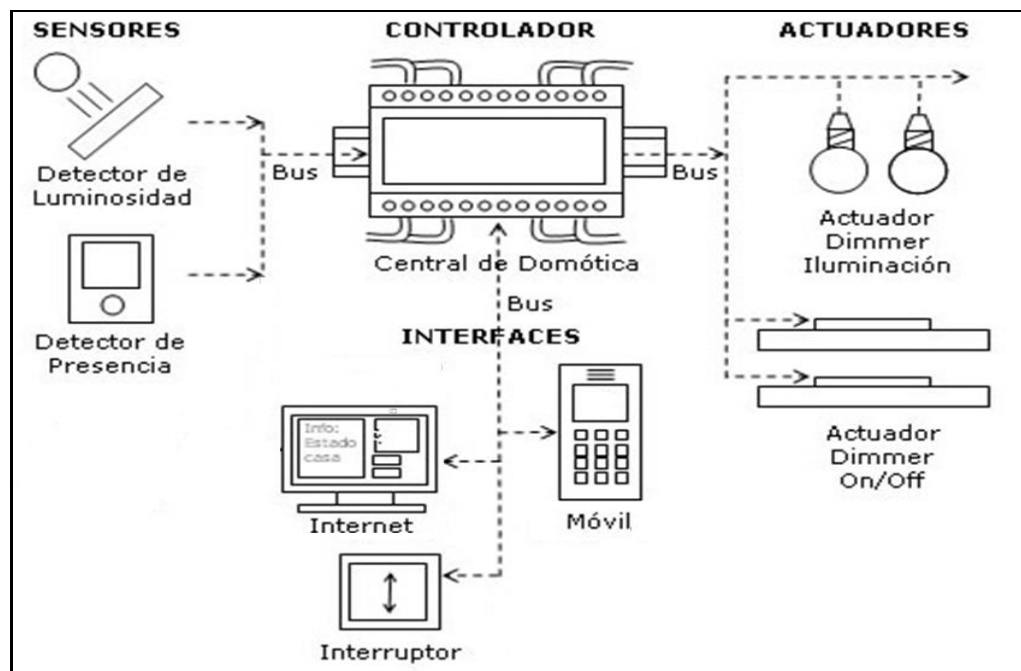 SENSORES
CONTROLADOR
ACTUADORES
Detector de
Luminosidad
Bus
Bus
Detector de
Presencia
Central de Domótica
Bus
Actuador
Dimmer
Iluminación
INTERFACES
Info:
Estado
casa
Internet
Móvil
Actuador
Dimmer
On/Off
Interruptor